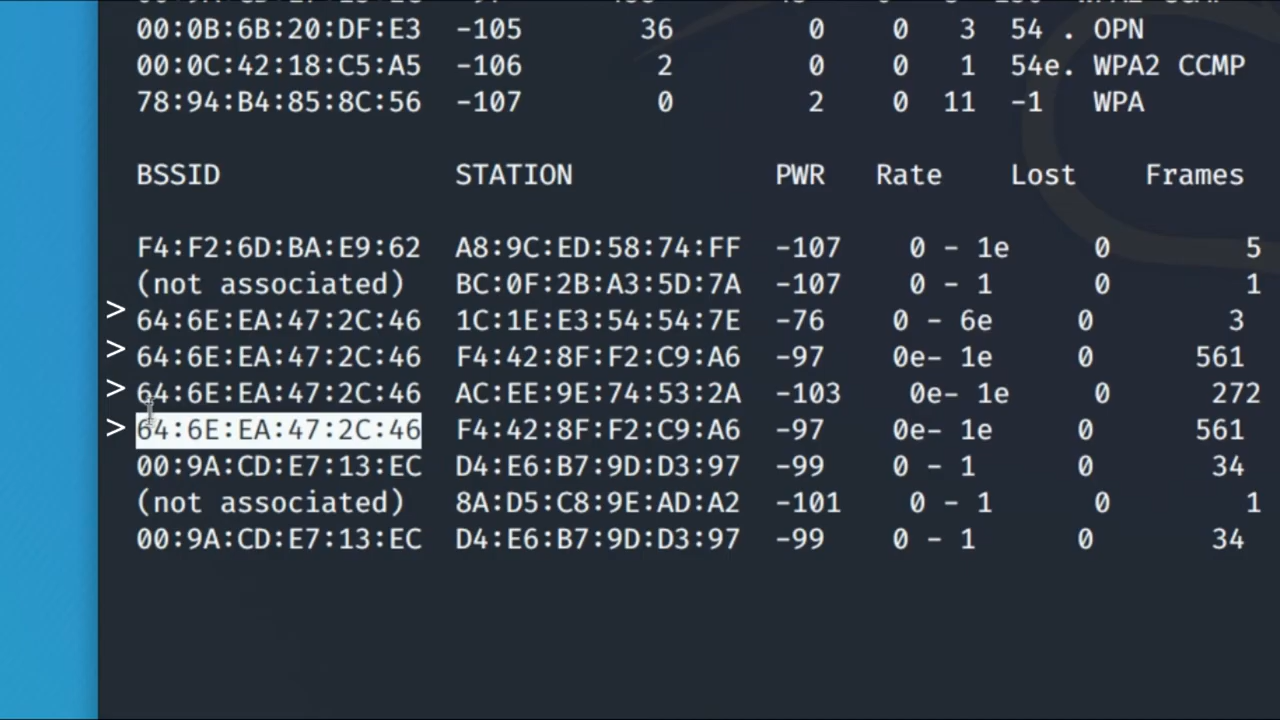 00:0B:6B:20:DF:E3 -105 36 0 0 3 54 . OPN
00:0C:42:18:C5:A5 -106 2 0 0 1 54e. WPA2 CCMP
78:94:B4:85:8C:56 -107 0 2 0 11 -1 WPA
BSSID STATION PWR Rate Lost Frames
F4:F2:6D:BA:E9:62 A8:9C:ED:58:74:FF -107 0 - 1e 0 5
(not associated) BC:0F:2B:A3:5D:7A -107 0 - 1 0 1
> 64:6E:EA:47:2C:46 1C:1E:E3:54:54:7E -76 0 - 6e 0 3
> 64:6E:EA:47:2C:46 F4:42:8F:F2:C9:A6 -97 0e- 1e 0 561
> 64:6E:EA:47:2C:46 AC:EE:9E:74:53:2A -103 0e- 1e 0 272
> 64:6E:EA:47:2C:46 F4:42:8F:F2:C9:A6 -97 0e- 1e 0 561
00:9A:CD:E7:13:EC D4:E6:B7:9D:D3:97 -99 0 - 1 0 34
(not associated) 8A:D5:C8:9E:AD:A2 -101 0 - 1 0 1
00:9A:CD:E7:13:EC D4:E6:B7:9D:D3:97 -99 0 - 1 0 34